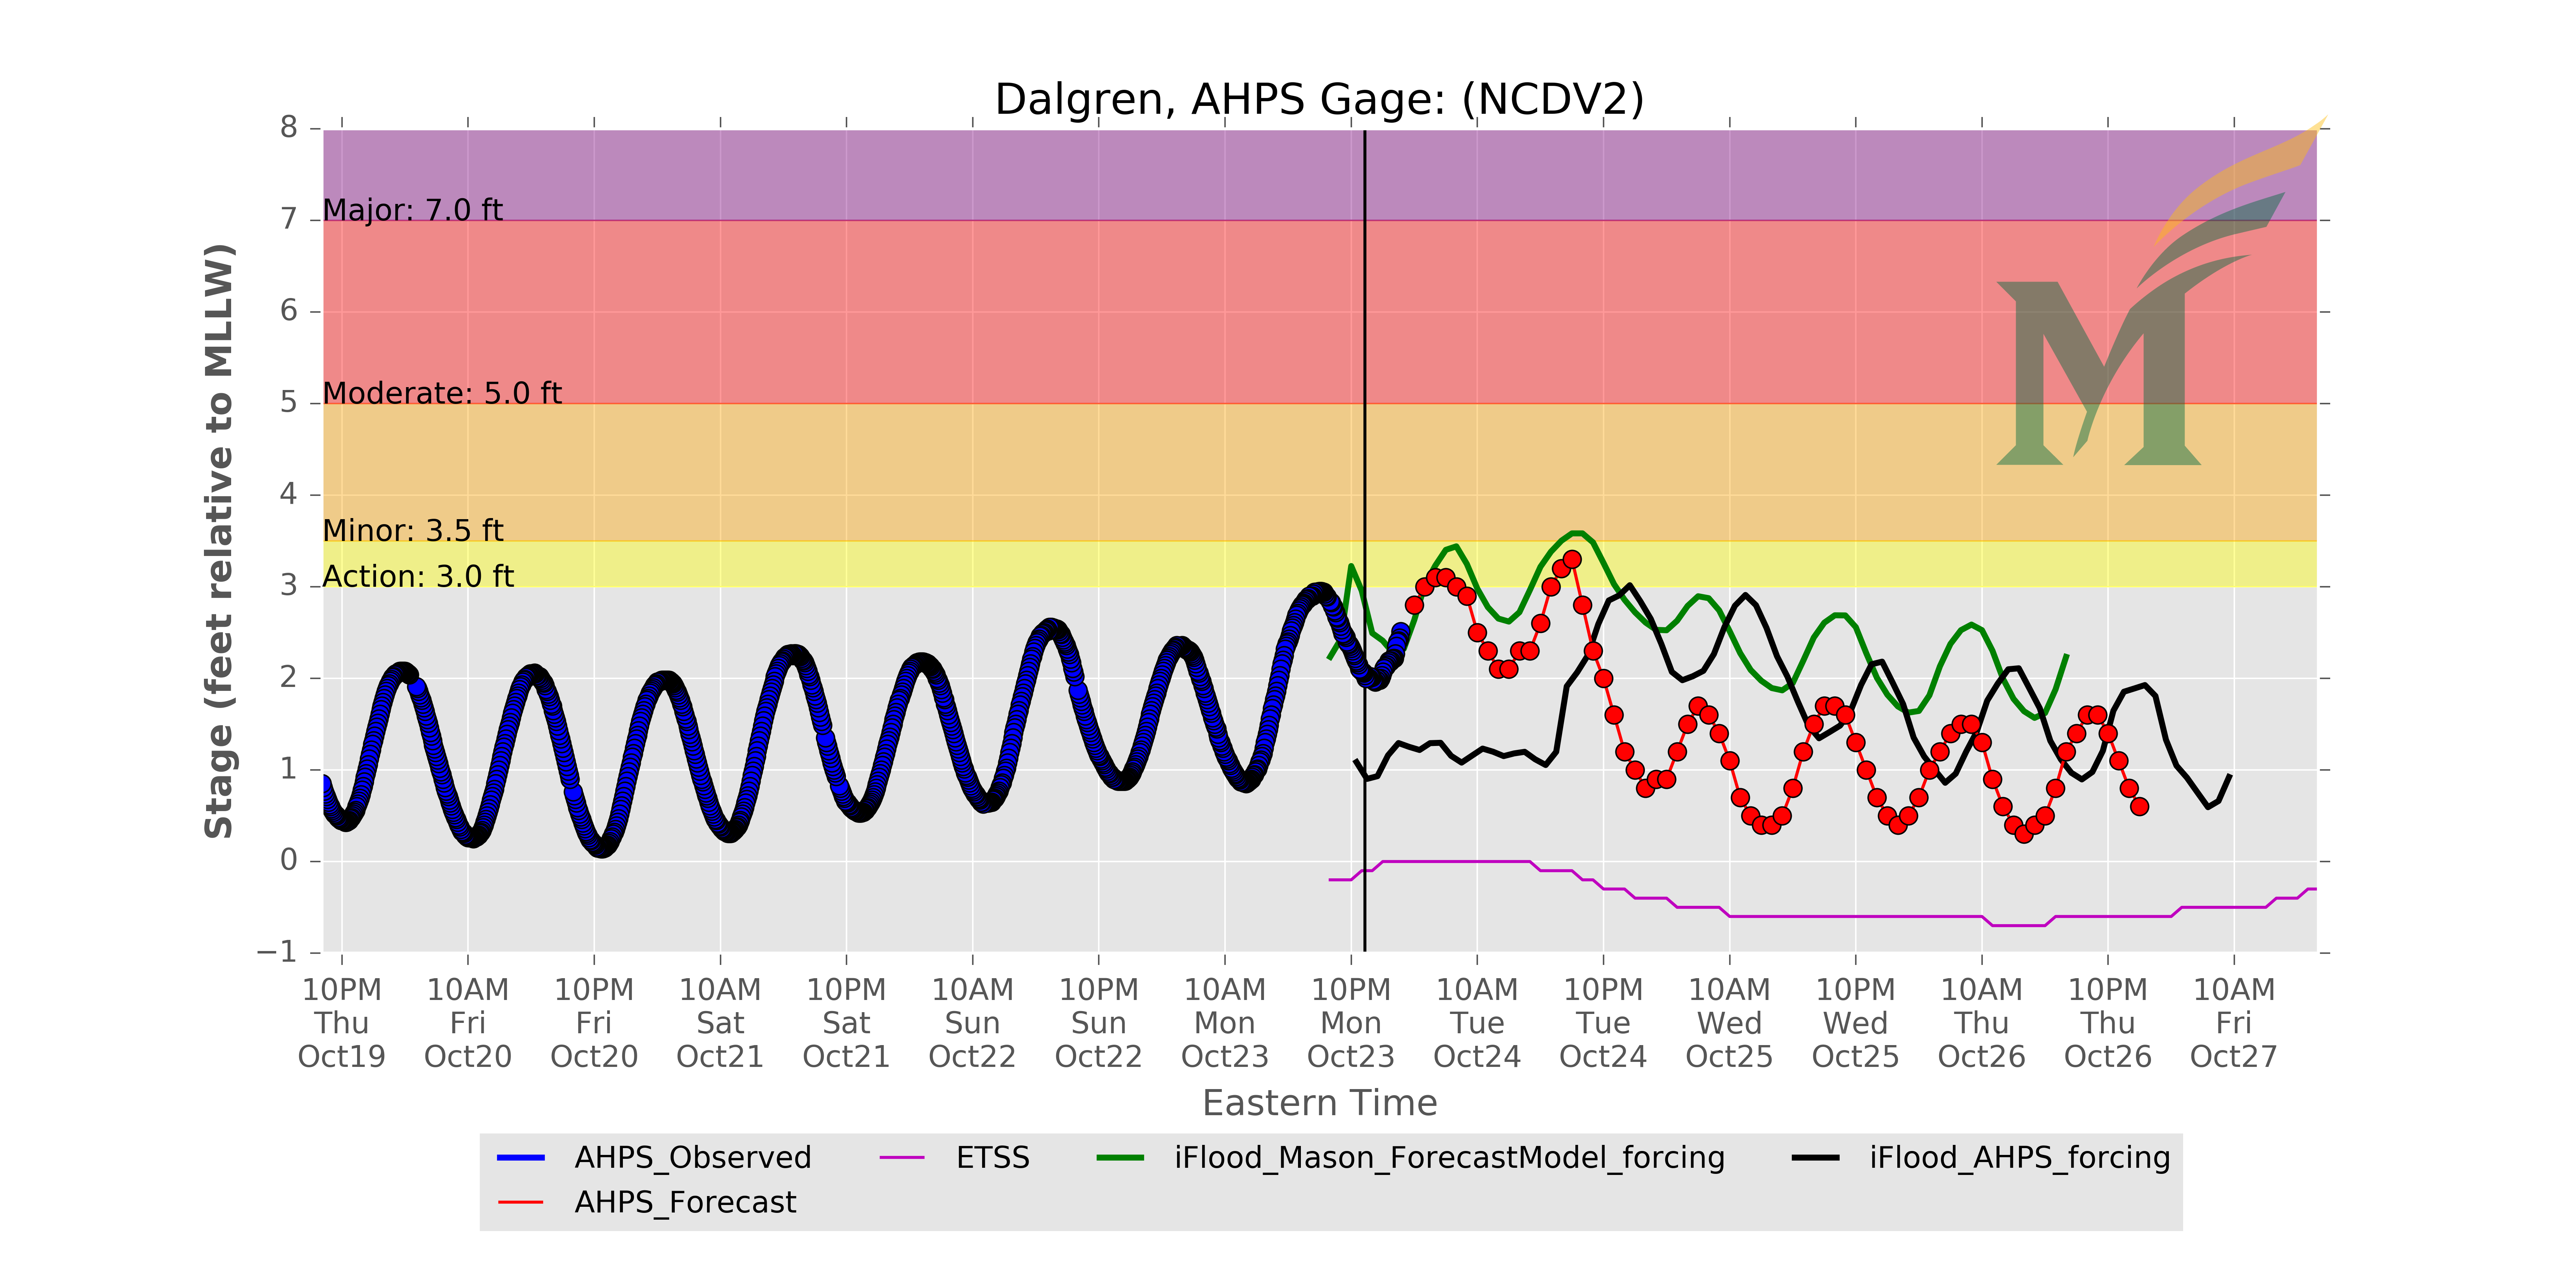 Dalgren, AHPS Gage: (NCDV2)
8
7
6
5
4
3
2
1
0
−1
Stage (feet relative to MLLW)
Major: 7.0 ft
Moderate: 5.0 ft
Minor: 3.5 ft
Action: 3.0 ft
M
10PM 10AM 10PM 10AM 10PM 10AM 10PM 10AM 10PM 10AM 10PM 10AM 10PM 10AM 10PM 10AM
Thu Fri Fri Sat Sat Sun Sun Mon Mon Tue Tue Wed Wed Thu Thu Fri
Oct19 Oct20 Oct20 Oct21 Oct21 Oct22 Oct22 Oct23 Oct23 Oct24 Oct24 Oct25 Oct25 Oct26 Oct26 Oct27
Eastern Time
AHPS_Observed ETSS iFlood_Mason_ForecastModel_forcing iFlood_AHPS_forcing
AHPS_Forecast